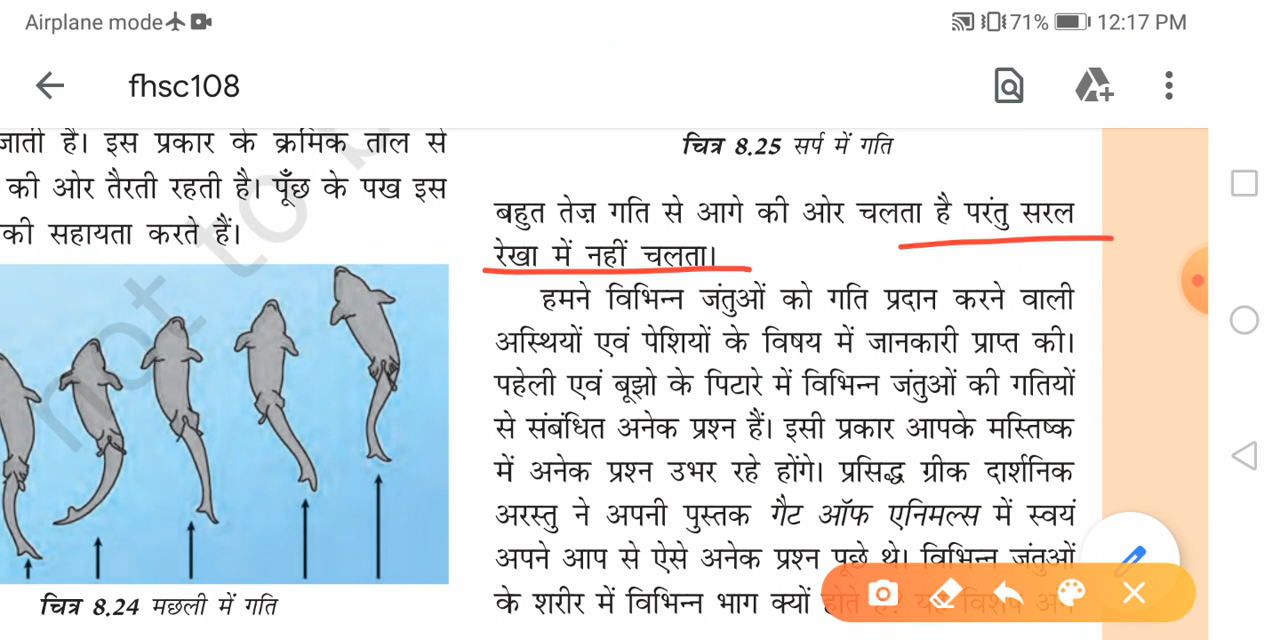 Airplane mode
71% 12:17 PM
fhsc108
जाती है। इस प्रकार के क्रमिक ताल से
की ओर तैरती रहती है। पूँछ के पख इस
की सहायता करते हैं।
चित्र 8.24 मछली में गति
चित्र 8.25 सर्प में गति
बहुत तेज़ गति से आगे की ओर चलता है परंतु सरल
रेखा में नहीं चलता।
हमने विभिन्न जंतुओं को गति प्रदान करने वाली
अस्थियों एवं पेशियों के विषय में जानकारी प्राप्त की।
पहेली एवं बूझो के पिटारे में विभिन्न जंतुओं की गतियों
से संबंधित अनेक प्रश्न हैं। इसी प्रकार आपके मस्तिष्क
में अनेक प्रश्न उभर रहे होंगे। प्रसिद्ध ग्रीक दार्शनिक
अरस्तु ने अपनी पुस्तक गैट ऑफ एनिमल्स में स्वयं
अपने आप से ऐसे अनेक प्रश्न पूछे थे। विभिन्न जंतुओं
के शरीर में विभिन्न भाग क्यों होते हैं? यह विशेष अंग
not to